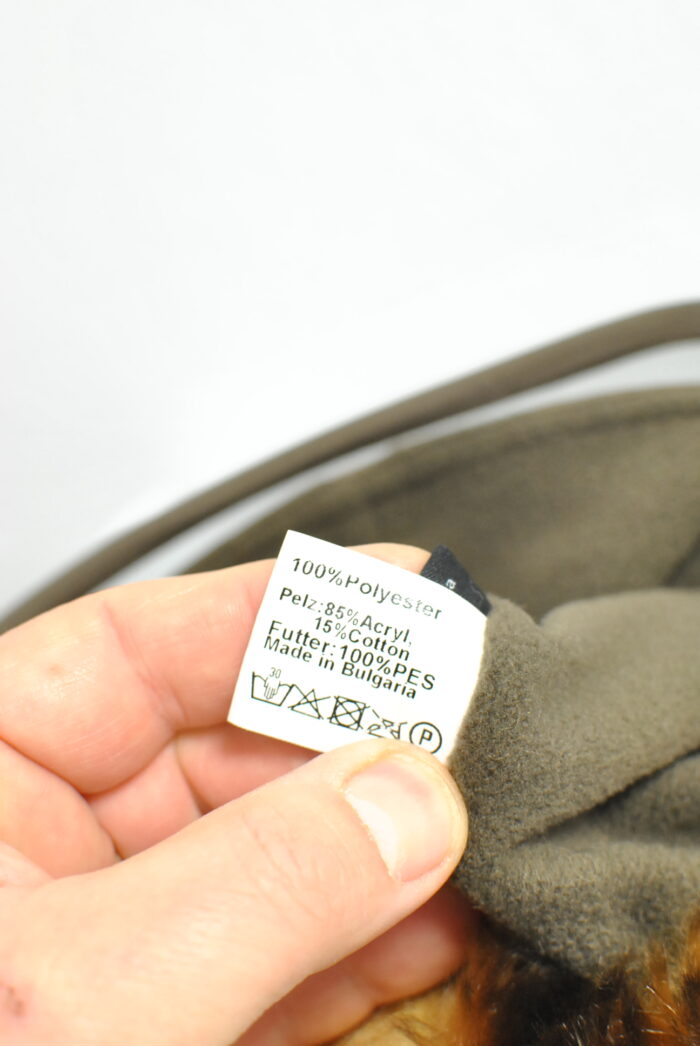 100%Polyester
Pelz:85%Acryl,
15%Cotton
Futter:100%PES
Made in Bulgaria
30
P